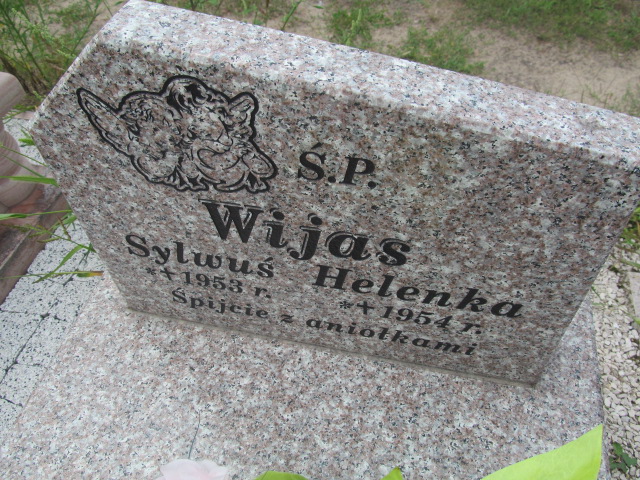 Ś.P.
Wijas
Sylwuś Helenka
*+1953 r. *+1954 r.
Śpijcie z aniołkami